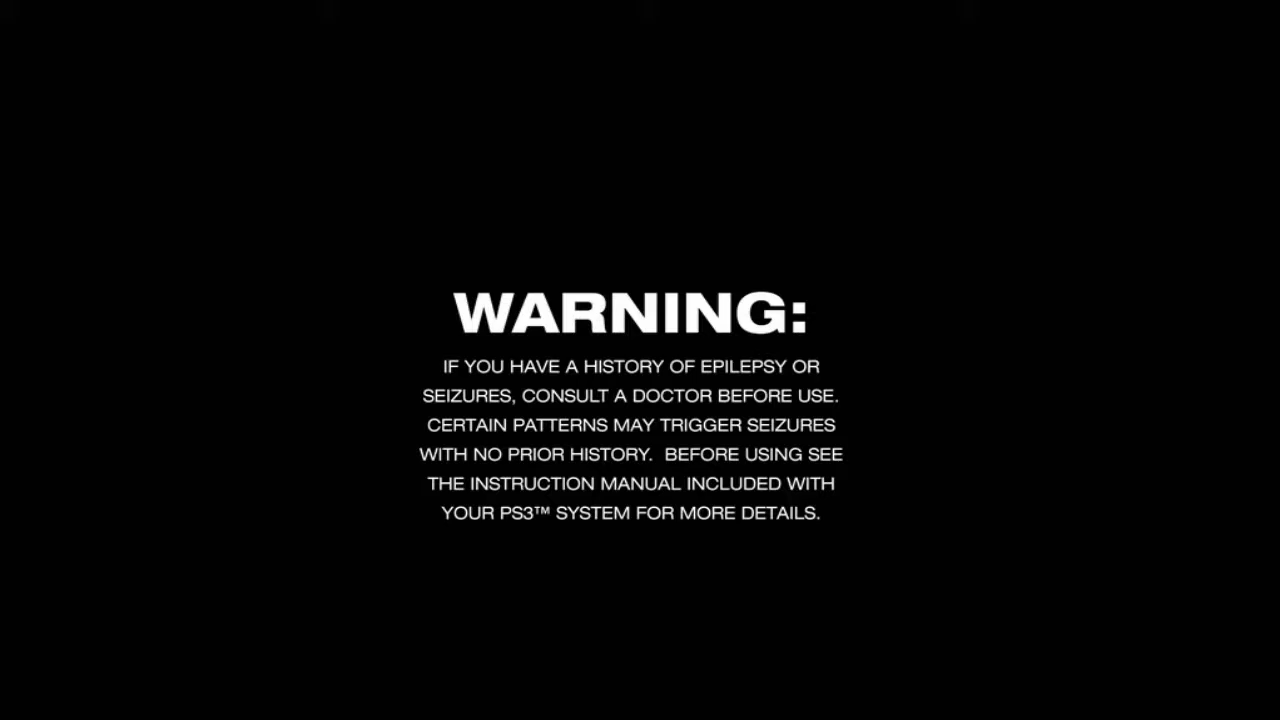 WARNING:
IF YOU HAVE A HISTORY OF EPILEPSY OR
SEIZURES, CONSULT A DOCTOR BEFORE USE.
CERTAIN PATTERNS MAY TRIGGER SEIZURES
WITH NO PRIOR HISTORY.  BEFORE USING SEE
THE INSTRUCTION MANUAL INCLUDED WITH
YOUR PS3™ SYSTEM FOR MORE DETAILS.